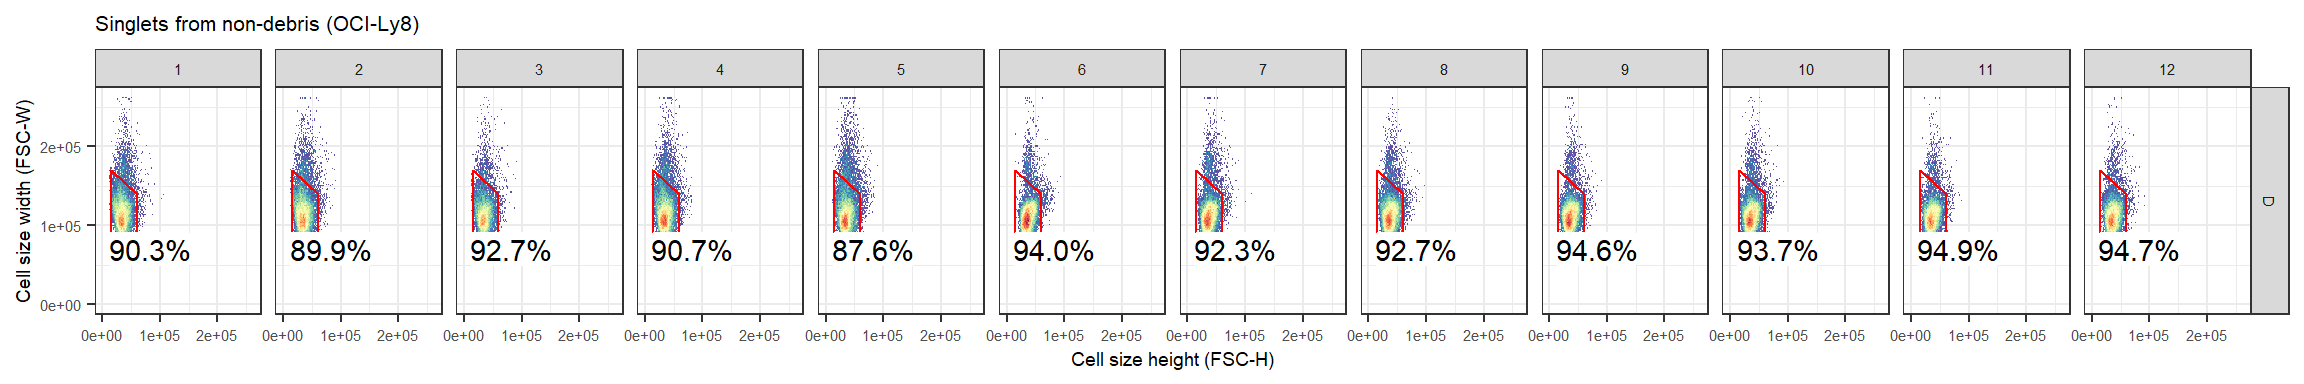 Singlets from non-debris (OCI-Ly8)
1 2 3 4 5 6 7 8 9 10 11 12
Cell size width (FSC-W)
2e+05
1e+05
0e+00
90.3% 89.9% 92.7% 90.7% 87.6% 94.0% 92.3% 92.7% 94.6% 93.7% 94.9% 94.7%
D
0e+00 1e+05 2e+05 0e+00 1e+05 2e+05 0e+00 1e+05 2e+05 0e+00 1e+05 2e+05 0e+00 1e+05 2e+05 0e+00 1e+05 2e+05 0e+00 1e+05 2e+05 0e+00 1e+05 2e+05 0e+00 1e+05 2e+05 0e+00 1e+05 2e+05 0e+00 1e+05 2e+05 0e+00 1e+05 2e+05
Cell size height (FSC-H)